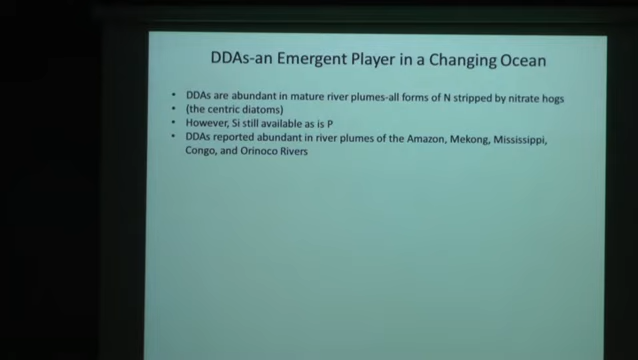 DDAs-an Emergent Player in a Changing Ocean
• DDAs are abundant in mature river plumes-all forms of N stripped by nitrate hogs
• (the centric diatoms)
• However, Si still available as is P
• DDAs reported abundant in river plumes of the Amazon, Mekong, Mississippi,
Congo, and Orinoco Rivers